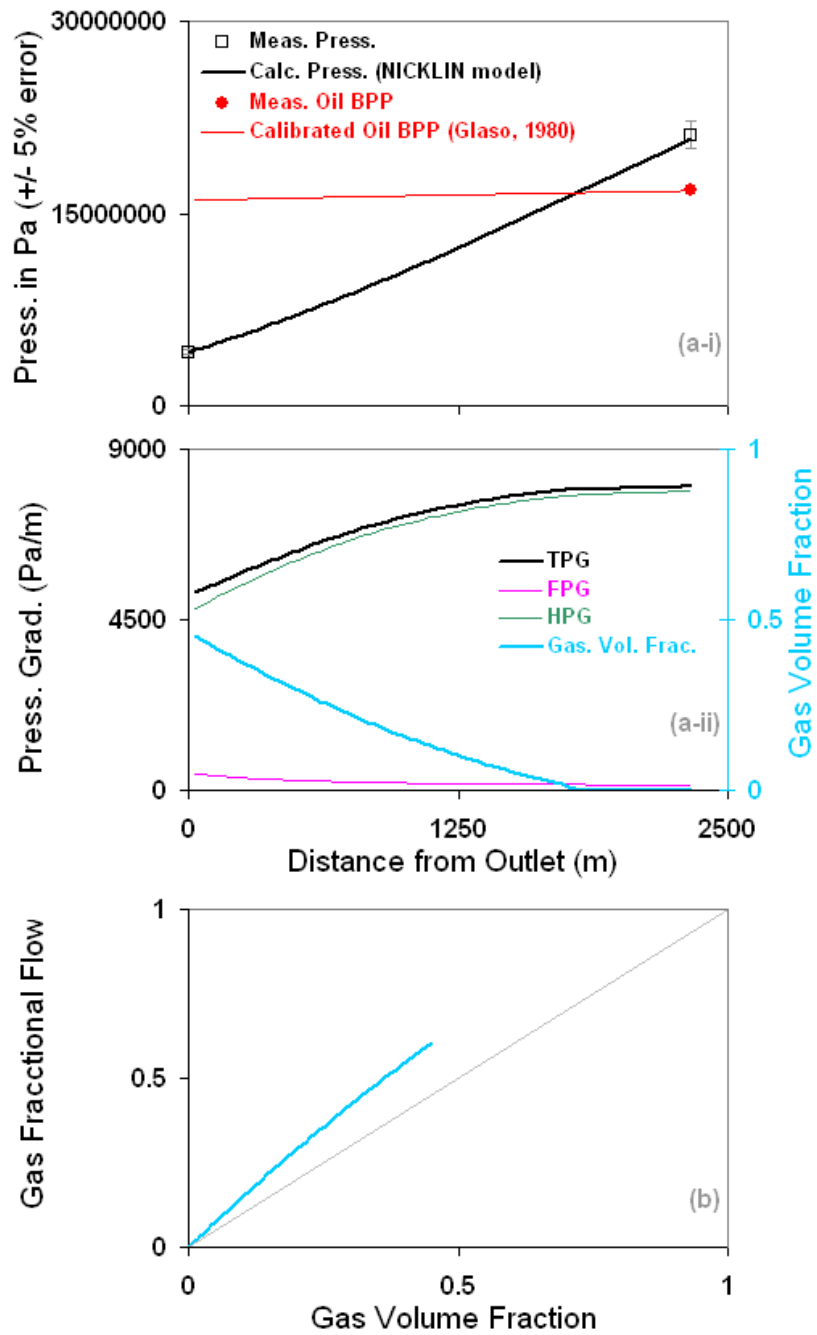 30000000
15000000
0
Press. in Pa (+/- 5% error)
Meas. Press.
Calc. Press. (NICKLIN model)
Meas. Oil BPP
Calibrated Oil BPP (Glaso, 1980)
(a-i)
9000
4500
0
Press. Grad. (Pa/m)
1
0.5
0
Gas Volume Fraction
TPG
FPG
HPG
Gas. Vol. Frac.
(a-ii)
0
1250
2500
Distance from Outlet (m)
1
0.5
0
Gas Fracctional Flow
(b)
0
0.5
1
Gas Volume Fraction